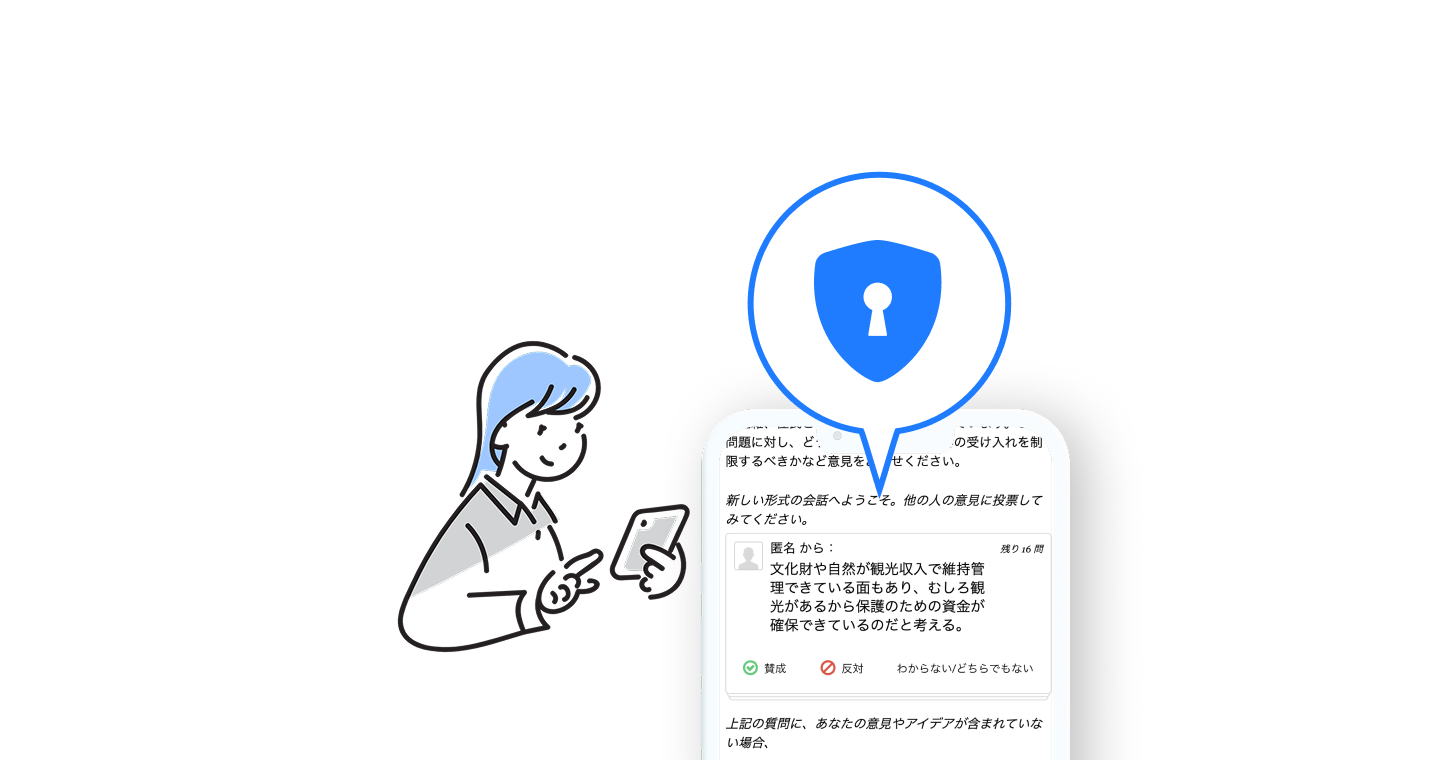 問題に対し、ど
の受け入れを制
限するべきかなど意見をお
せください。
新しい形式の会話へようこそ。他の人の意見に投票して
みてください。
匿名 から：
残り16 問
文化財や自然が観光収入で維持管
理できている面もあり、むしろ観
光があるから保護のための資金が
確保できているのだと考える。
賛成
反対
わからない/どちらでもない
上記の質問に、あなたの意見やアイデアが含まれていな
い場合、